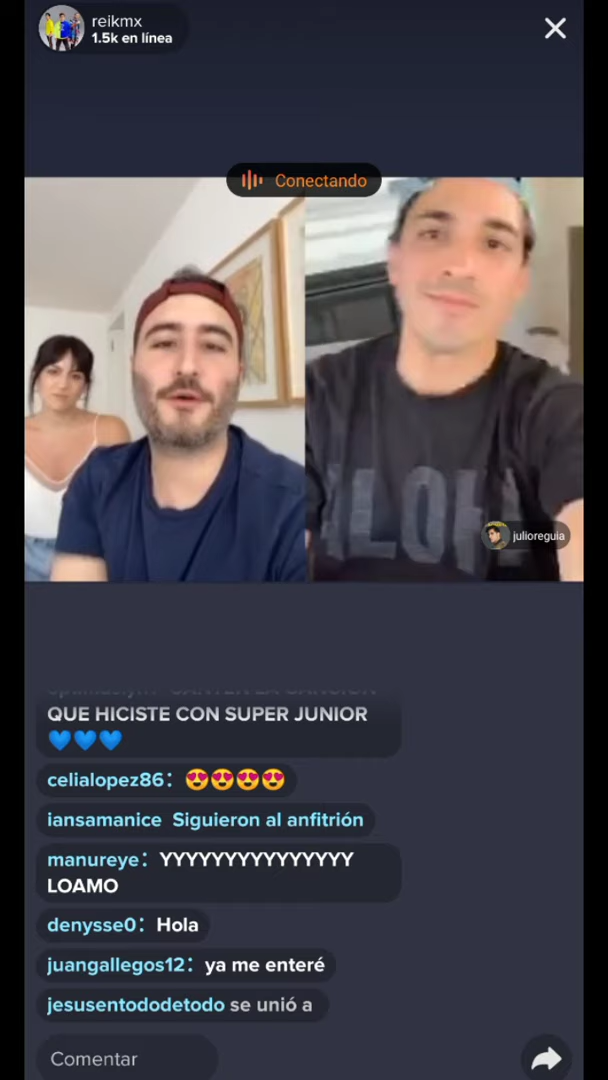 reikmx
1.5k en línea
Conectando
julioreguia
QUE HICISTE CON SUPER JUNIOR
💙💙💙
celialopez86: 😍😍😍😍
iansamanice Siguieron al anfitrión
manureye: YYYYYYYYYYYYYYY
LOAMO
denysse0: Hola
juangallegos12: ya me enteré
jesusentododetodo se unió a
Comentar